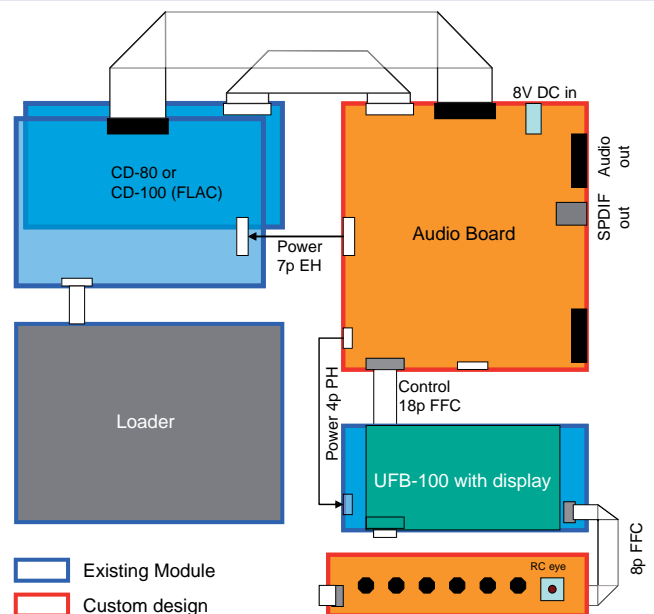 8V DC in
Audio
out
SPDIF
out
CD-80 or
CD-100 (FLAC)
Audio Board
Power
7p EH
Power 4p PH
Control
18p FFC
Loader
UFB-100 with display
8p FFC
RC eye
Existing Module
Custom design